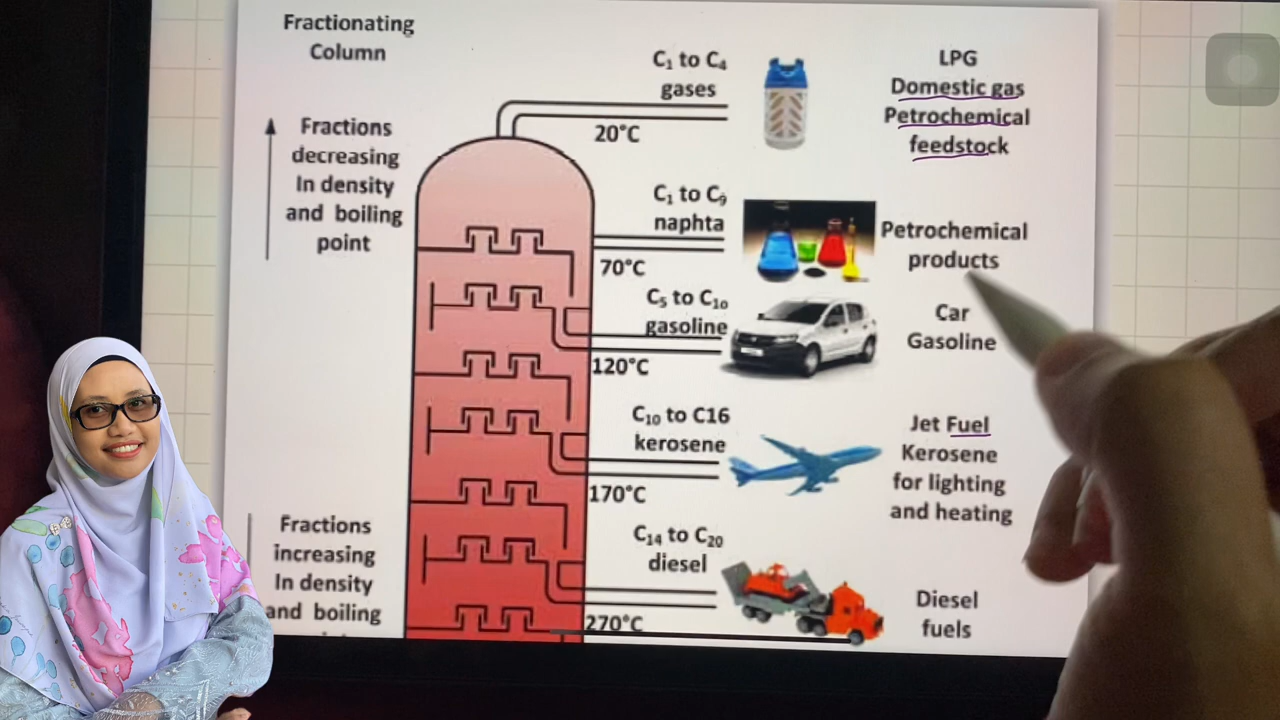 Fractionating
Column
Fractions
decreasing
In density
and boiling
point
C₁ to C₄
gases
20°C
LPG
Domestic gas
Petrochemical
feedstock
C₁ to C₉
naphta
70°C
Petrochemical
products
C₅ to C₁₀
gasoline
120°C
Car
Gasoline
C₁₀ to C16
kerosene
170°C
Jet Fuel
Kerosene
for lighting
and heating
C₁₄ to C₂₀
diesel
270°C
Diesel
fuels
Fractions
increasing
In density
and boiling